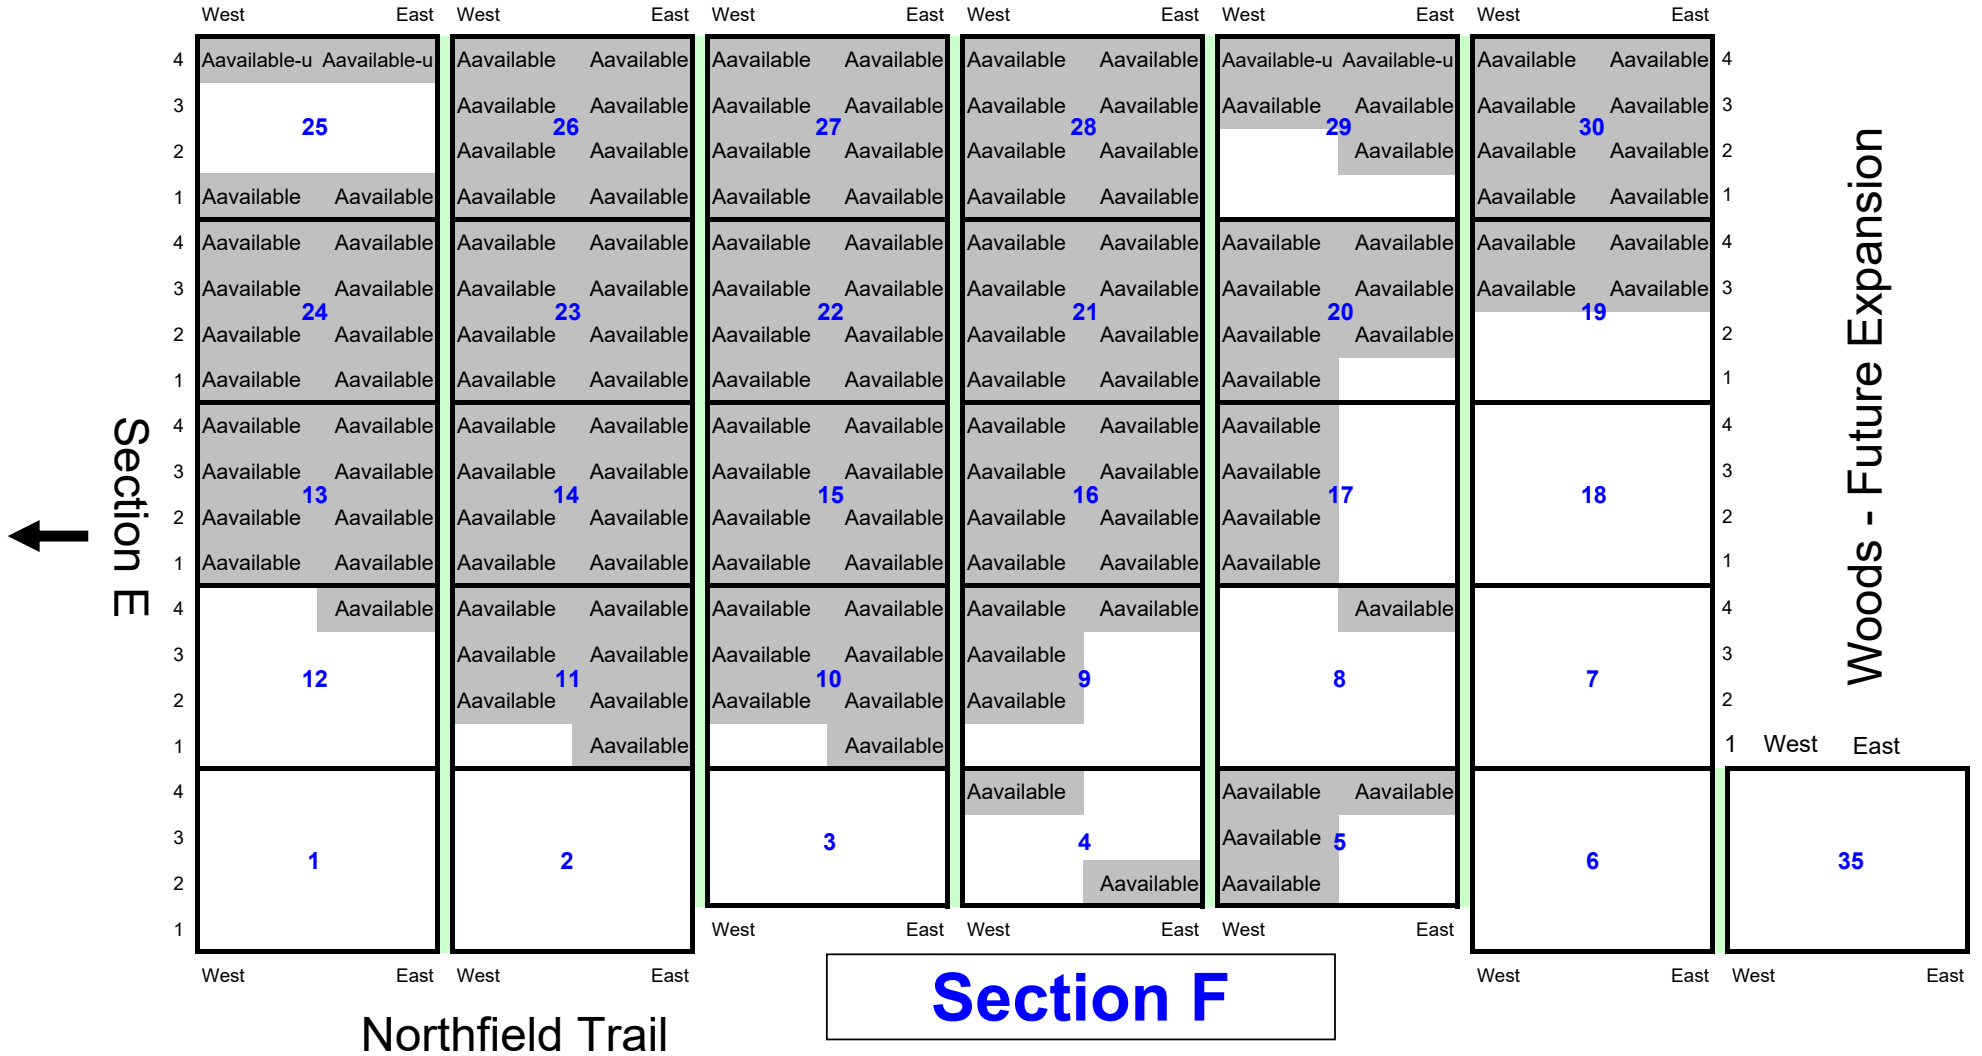 West East West East West East West East West East West East
4 Aavailable-u Aavailable-u Aavailable Aavailable Aavailable Aavailable Aavailable Aavailable Aavailable-u Aavailable-u Aavailable Aavailable 4
3 Aavailable Aavailable Aavailable Aavailable Aavailable Aavailable Aavailable Aavailable Aavailable Aavailable 3
25 26 27 28 29 30
2 Aavailable Aavailable Aavailable Aavailable Aavailable Aavailable Aavailable Aavailable Aavailable 2
1 Aavailable Aavailable Aavailable Aavailable Aavailable Aavailable Aavailable Aavailable Aavailable Aavailable 1
4 Aavailable Aavailable Aavailable Aavailable Aavailable Aavailable Aavailable Aavailable Aavailable Aavailable Aavailable Aavailable 4
3 Aavailable Aavailable Aavailable Aavailable Aavailable Aavailable Aavailable Aavailable Aavailable Aavailable Aavailable Aavailable 3
24 23 22 21 20 19
2 Aavailable Aavailable Aavailable Aavailable Aavailable Aavailable Aavailable Aavailable Aavailable Aavailable 2
1 Aavailable Aavailable Aavailable Aavailable Aavailable Aavailable Aavailable Aavailable Aavailable 1
4 Aavailable Aavailable Aavailable Aavailable Aavailable Aavailable Aavailable Aavailable Aavailable 4
3 Aavailable Aavailable Aavailable Aavailable Aavailable Aavailable Aavailable Aavailable Aavailable 3
13 14 15 16 17 18
2 Aavailable Aavailable Aavailable Aavailable Aavailable Aavailable Aavailable Aavailable Aavailable 2
1 Aavailable Aavailable Aavailable Aavailable Aavailable Aavailable Aavailable Aavailable Aavailable 1
4 Aavailable Aavailable Aavailable Aavailable Aavailable Aavailable Aavailable Aavailable 4
3 Aavailable Aavailable Aavailable Aavailable Aavailable 3
12 11 10 9 8 7
2 Aavailable Aavailable Aavailable Aavailable Aavailable 2
1 Aavailable Aavailable 1 West East
4 Aavailable Aavailable Aavailable
3 Aavailable
3 4 5
1 2 6 35
2 Aavailable Aavailable
1 West East West East West East
West East West East West East West East
Section E
Woods - Future Expansion
Section F
Northfield Trail